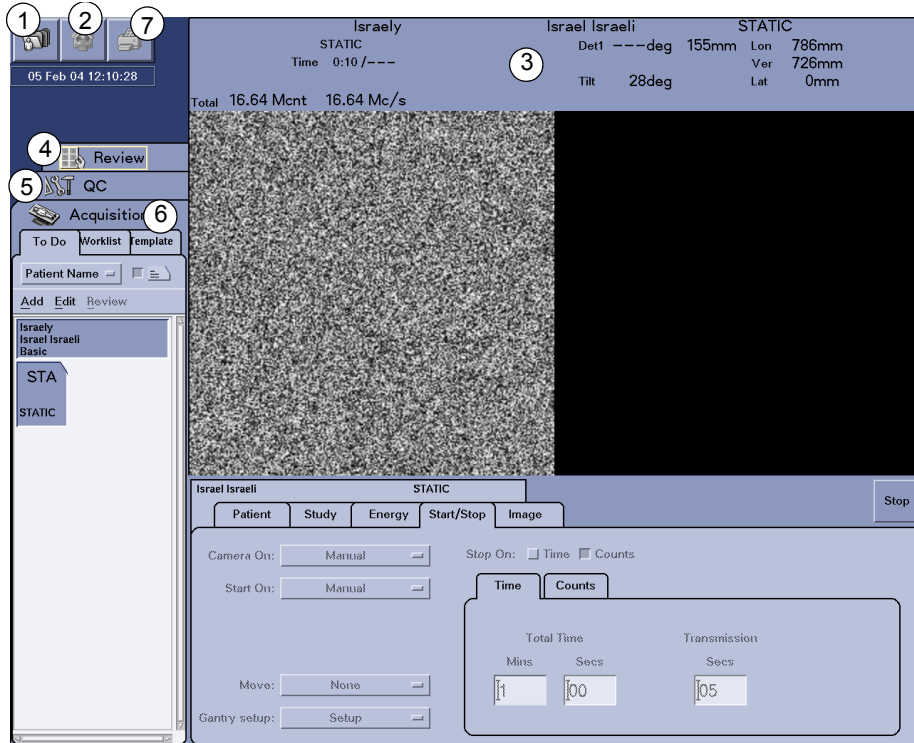 1 2 7
05 Feb 04 12:10:28
Israely Israel Israeli STATIC
STATIC
Time 0:10 /---
3
Det1 ---deg 155mm Lon 786mm
Ver 726mm
Tilt 28deg Lat 0mm
Total 16.64 Mcnt 16.64 Mc/s
4 Review
5 QC
Acquisition 6
To Do Worklist Template
Patient Name
Add Edit Review
Israely
Israel Israeli
Basic
STA
STATIC
Israel Israeli STATIC
Stop
Patient Study Energy Start/Stop Image
Camera On: Manual
Stop On: Time Counts
Start On: Manual
Time Counts
Total Time Transmission
Mins Secs Secs
1 00 05
Move: None
Gantry setup: Setup